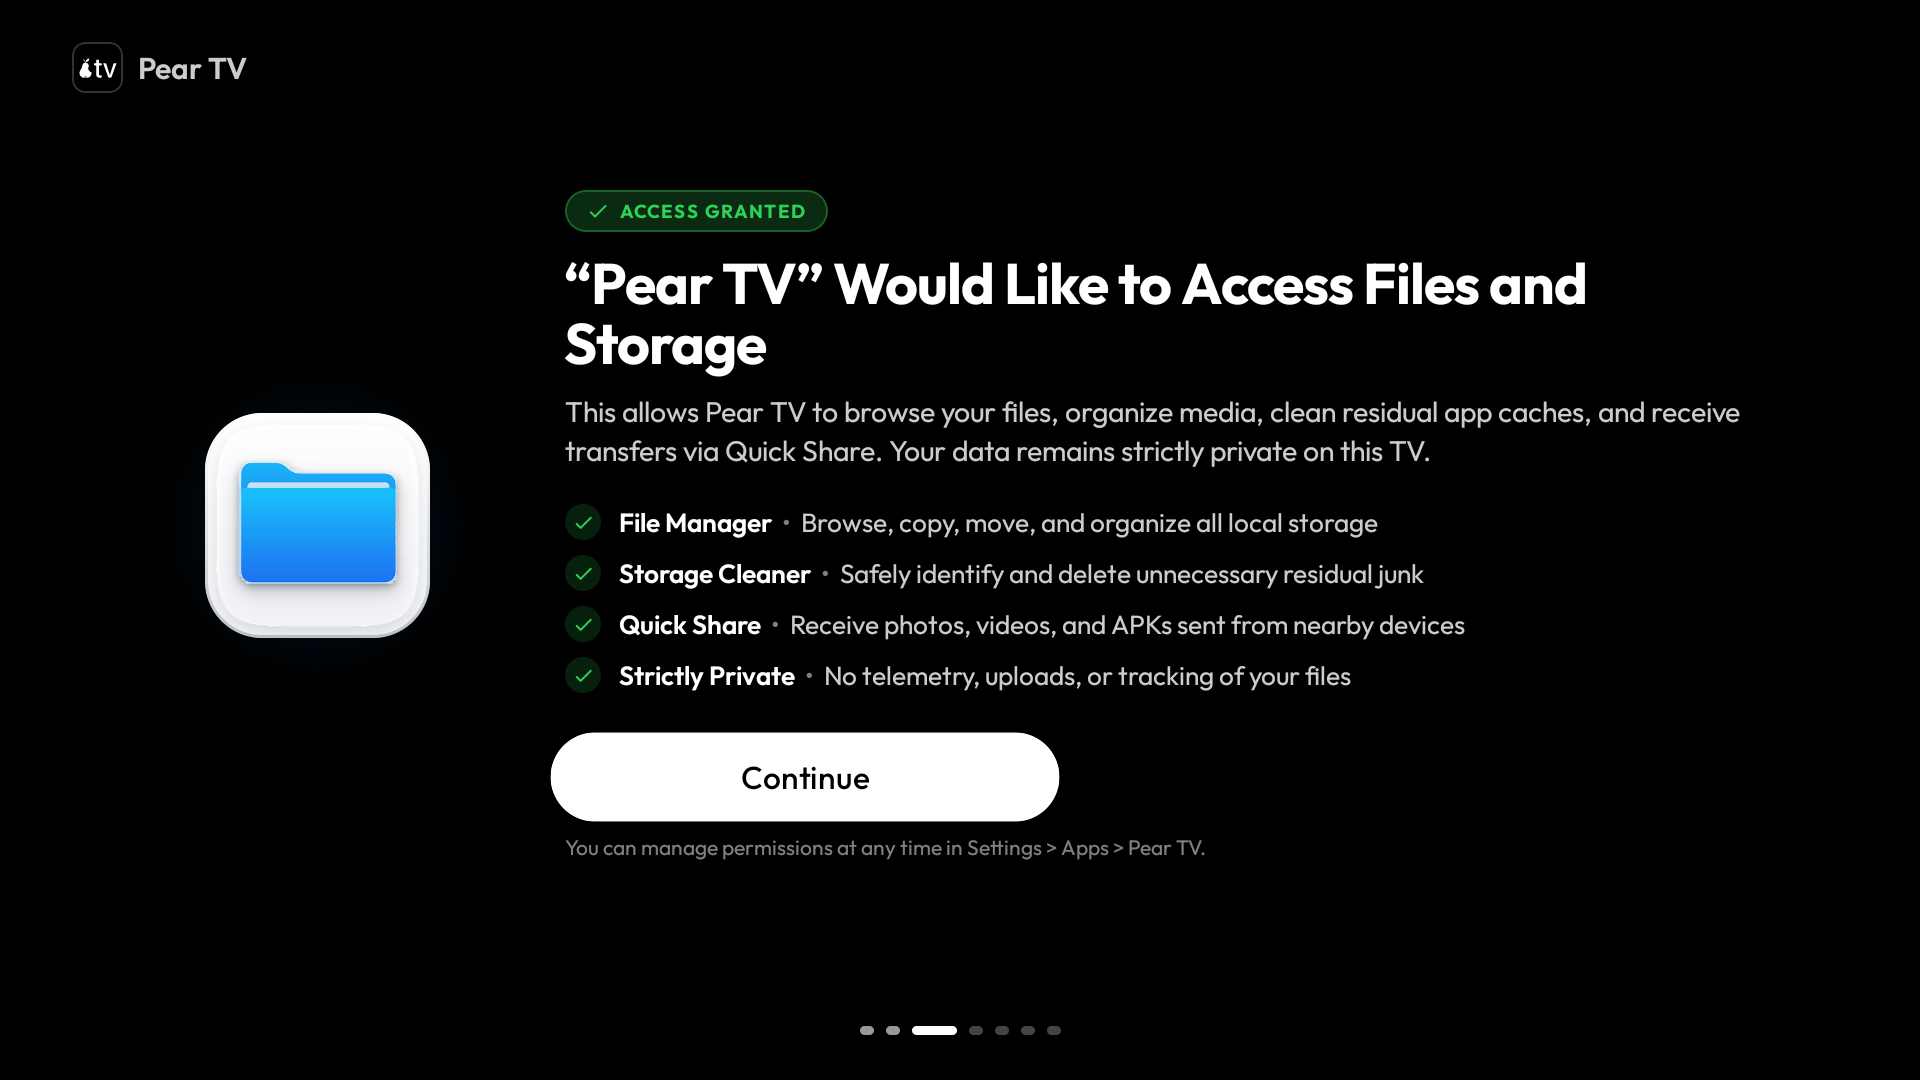 tv Pear TV
ACCESS GRANTED
“Pear TV” Would Like to Access Files and
Storage
This allows Pear TV to browse your files, organize media, clean residual app caches, and receive
transfers via Quick Share. Your data remains strictly private on this TV.
File Manager • Browse, copy, move, and organize all local storage
Storage Cleaner • Safely identify and delete unnecessary residual junk
Quick Share • Receive photos, videos, and APKs sent from nearby devices
Strictly Private • No telemetry, uploads, or tracking of your files
Continue
You can manage permissions at any time in Settings > Apps > Pear TV.